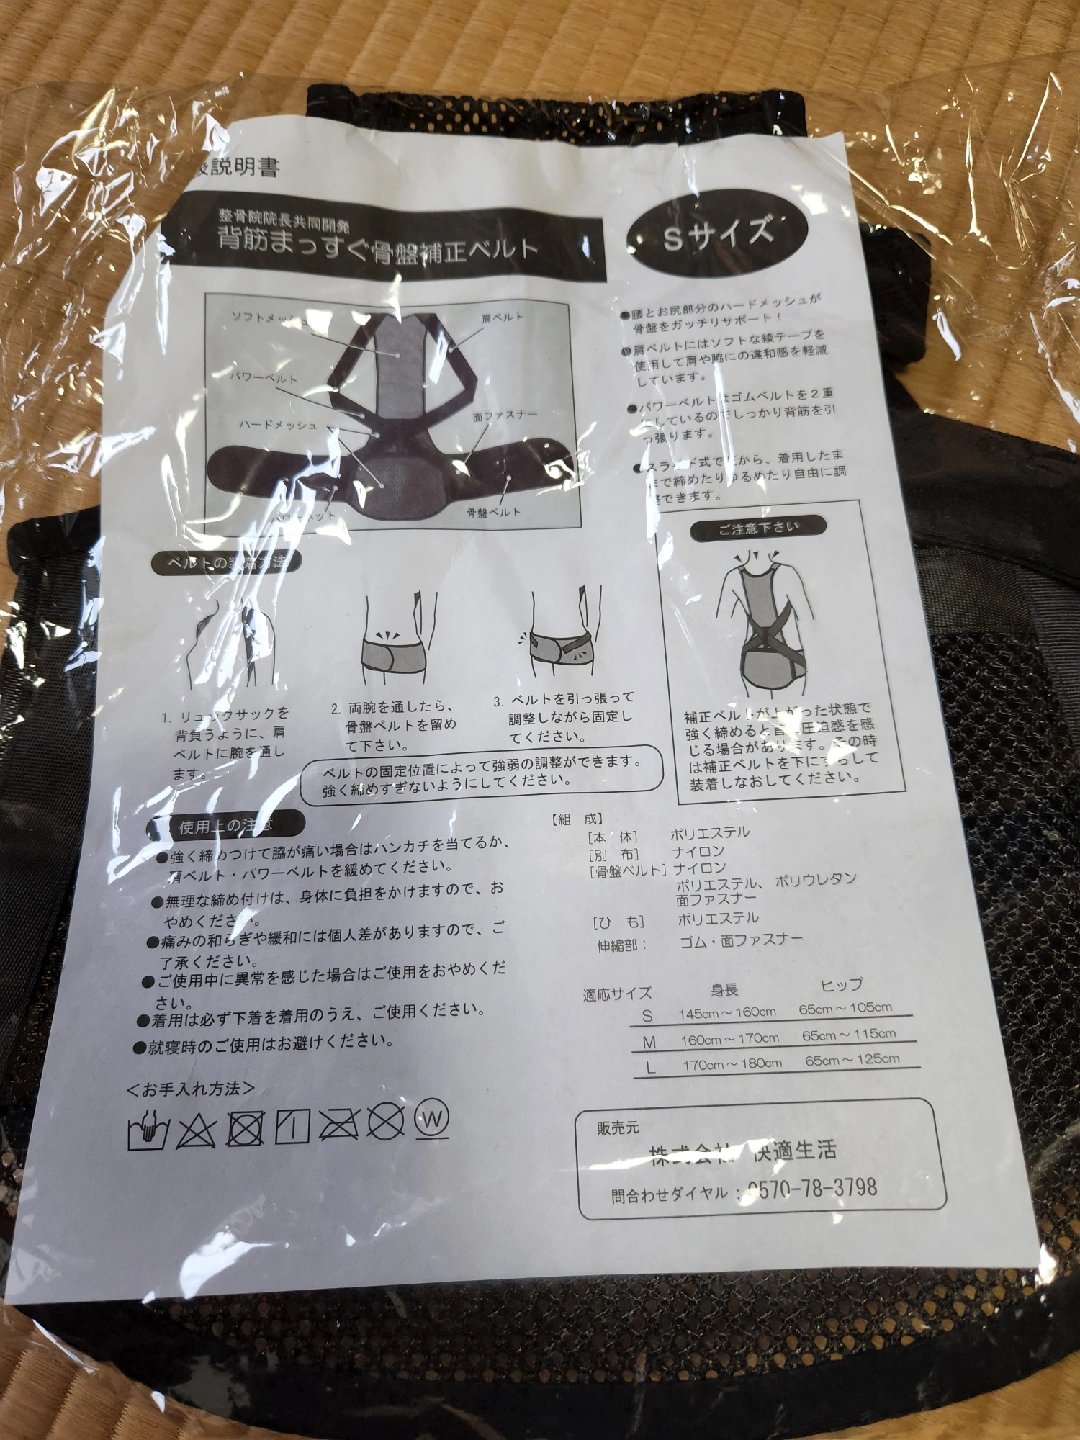 説明書
整骨院院長共同開発
背筋まっすぐ骨盤補正ベルト
Sサイズ
ソフトメッシュ
肩ベルト
パワーベルト
面ファスナー
ハードメッシュ
骨盤ベルト
●腰とお尻部分のハードメッシュが
骨盤をガッチリサポート！
●肩ベルトにはソフトな綾テープを
使用して肩や脇にの違和感を軽減
しています。
●パワーベルトはゴムベルトを２重
しているのでしっかり背筋を引
っ張ります。
●スライド式ですから、着用したま
まで締めたりゆるめたり自由に調
整できます。
ベルトの装着方法
1. リュックサックを
背負うように、肩
ベルトに腕を通し
ます。
2. 両腕を通したら、
骨盤ベルトを留め
て下さい。
3. ベルトを引っ張って
調整しながら固定し
てください。
ベルトの固定位置によって強弱の調整ができます。
強く締めすぎないようにしてください。
ご注意下さい
補正ベルトが上がった状態で
強く締めると首に圧迫感を感
じる場合があります。その時
は補正ベルトを下にずらして
装着しなおしてください。
使用上の注意
●強く締めつけて脇が痛い場合はハンカチを当てるか、
肩ベルト・パワーベルトを緩めてください。
●無理な締め付けは、身体に負担をかけますので、お
やめください。
●痛みの和らぎや緩和には個人差がありますので、ご
了承ください。
●ご使用中に異常を感じた場合はご使用をおやめくだ
さい。
●着用は必ず下着を着用のうえ、ご使用ください。
●就寝時のご使用はお避けください。
＜お手入れ方法＞
W
【組　成】
［本　体］ ポリエステル
［別　布］ ナイロン
［骨盤ベルト］ ナイロン
ポリエステル、ポリウレタン
面ファスナー
［ひ　も］ ポリエステル
伸縮部： ゴム・面ファスナー
適応サイズ 身長 ヒップ
S 145cm～160cm 65cm～105cm
M 160cm～170cm 65cm～115cm
L 170cm～180cm 65cm～125cm
販売元
株式会社 快適生活
問合わせダイヤル：0570-78-3798